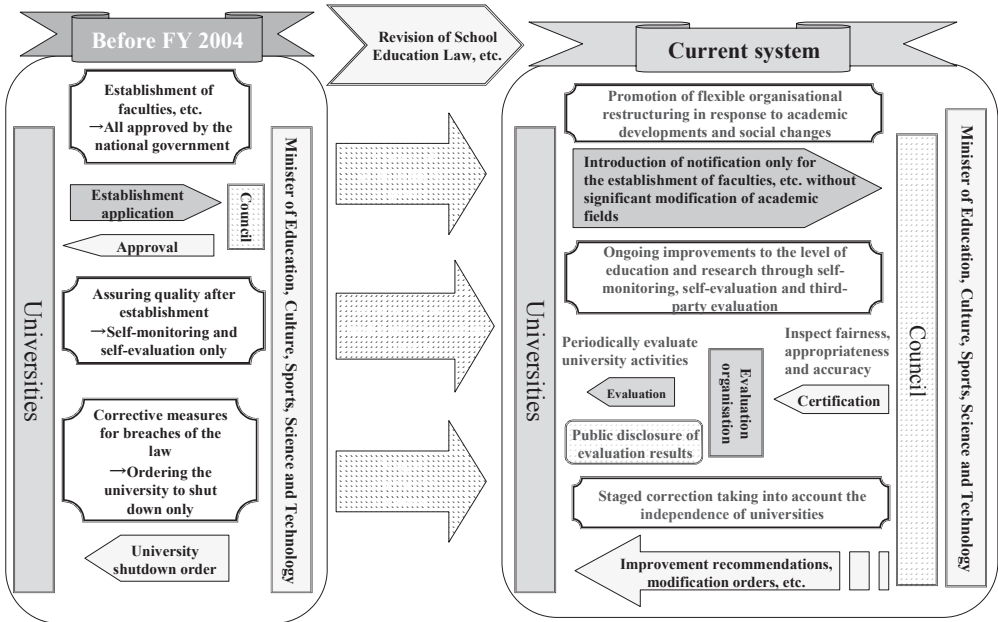 Before FY 2004
Establishment of
faculties, etc.
→All approved by the
national government
Universities
Establishment
application
Approval
Council
Minister of Education, Culture, Sports, Science and Technology
Assuring quality after
establishment
→Self-monitoring and
self-evaluation only
Corrective measures
for breaches of the
law
→Ordering the
university to shut
down only
University
shutdown order
Revision of School
Education Law, etc.
Current system
Promotion of flexible organisational
restructuring in response to academic
developments and social changes
Universities
Introduction of notification only for
the establishment of faculties, etc. without
significant modification of academic
fields
Ongoing improvements to the level of
education and research through self-
monitoring, self-evaluation and third-
party evaluation
Periodically evaluate
university activities
Evaluation
Evaluation
organisation
Inspect fairness,
appropriateness
and accuracy
Certification
Public disclosure of
evaluation results
Staged correction taking into account the
independence of universities
Improvement recommendations,
modification orders, etc.
Council
Minister of Education, Culture, Sports, Science and Technology